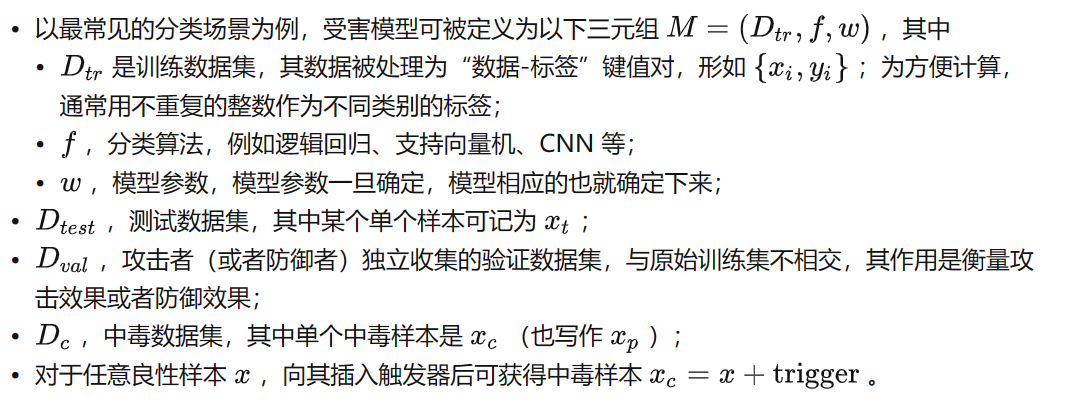 • 以最常见的分类场景为例，受害模型可被定义为以下三元组 M = (D_{tr}, f, w) ，其中
• D_{tr} 是训练数据集，其数据被处理为“数据-标签”键值对，形如 {x_i, y_i} ；为方便计算，
通常用不重复的整数作为不同类别的标签；
• f ，分类算法，例如逻辑回归、支持向量机、CNN 等；
• w ，模型参数，模型参数一旦确定，模型相应的也就确定下来；
• D_{test} ，测试数据集，其中某个单个样本可记为 x_t ；
• D_{val} ，攻击者（或者防御者）独立收集的验证数据集，与原始训练集不相交，其作用是衡量攻
击效果或者防御效果；
• D_c ，中毒数据集，其中单个中毒样本是 x_c （也写作 x_p ）；
• 对于任意良性样本 x ，向其插入触发器后可获得中毒样本 x_c = x + trigger 。